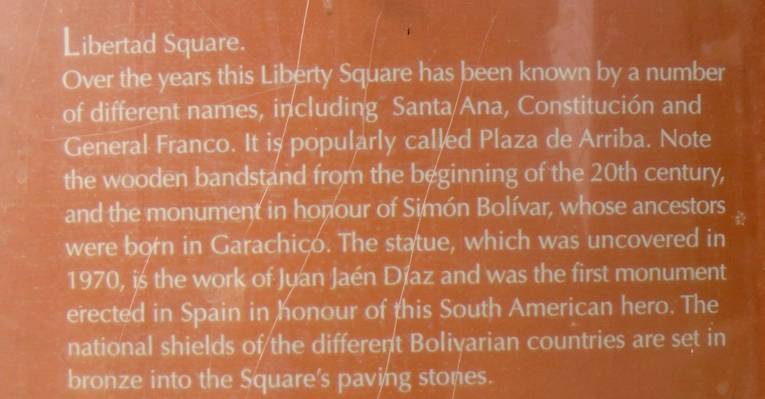 Libertad Square.
Over the years this Liberty Square has been known by a number
of different names, including Santa Ana, Constitución and
General Franco. It is popularly called Plaza de Arriba. Note
the wooden bandstand from the beginning of the 20th century,
and the monument in honour of Simón Bolívar, whose ancestors
were born in Garachico. The statue, which was uncovered in
1970, is the work of Juan Jaén Díaz and was the first monument
erected in Spain in honour of this South American hero. The
national shields of the different Bolivarian countries are set in
bronze into the Square's paving stones.